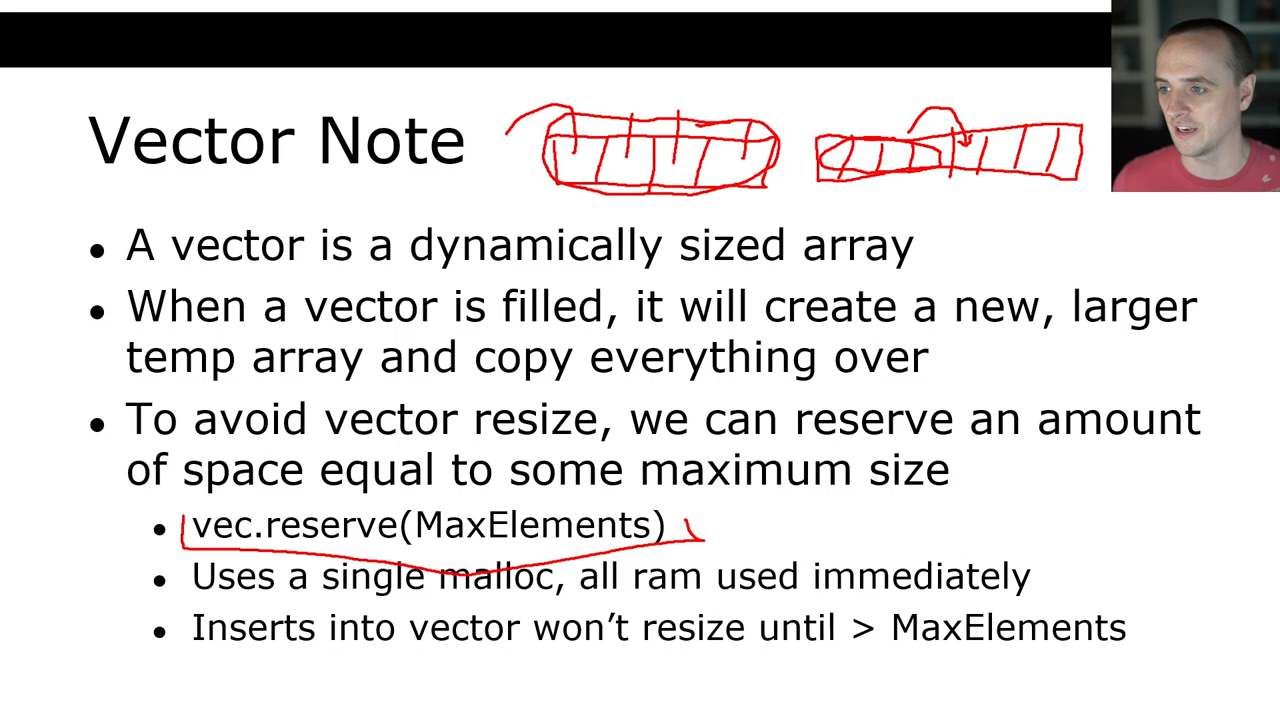 Vector Note
• A vector is a dynamically sized array
• When a vector is filled, it will create a new, larger
temp array and copy everything over
• To avoid vector resize, we can reserve an amount
of space equal to some maximum size
• vec.reserve(MaxElements)
• Uses a single malloc, all ram used immediately
• Inserts into vector won’t resize until > MaxElements